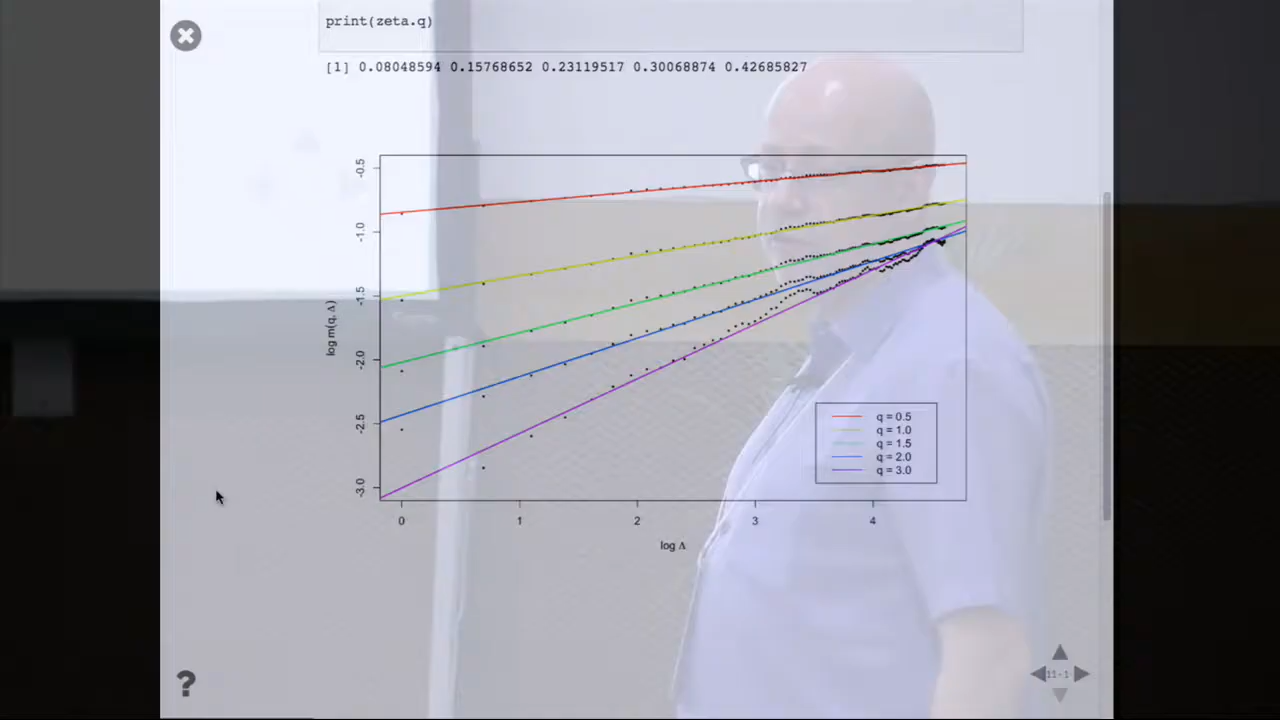 print(zeta.q)
[1] 0.08048594 0.15768652 0.23119517 0.30068874 0.42685827
-0.5
-1.0
-1.5
-2.0
-2.5
-3.0
log m(q, Δ)
0 1 2 3 4
log Δ
q = 0.5
q = 1.0
q = 1.5
q = 2.0
q = 3.0
?
11-1